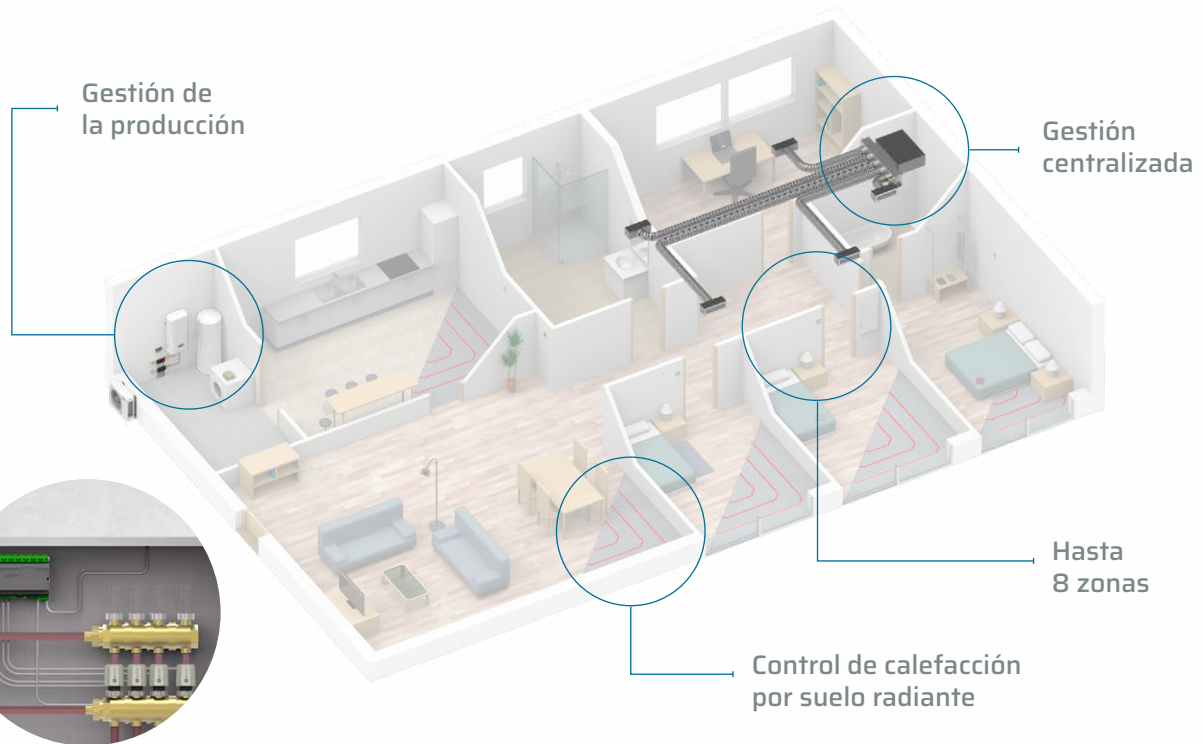 Gestión de
la producción
Gestión
centralizada
Hasta
8 zonas
Control de calefacción
por suelo radiante